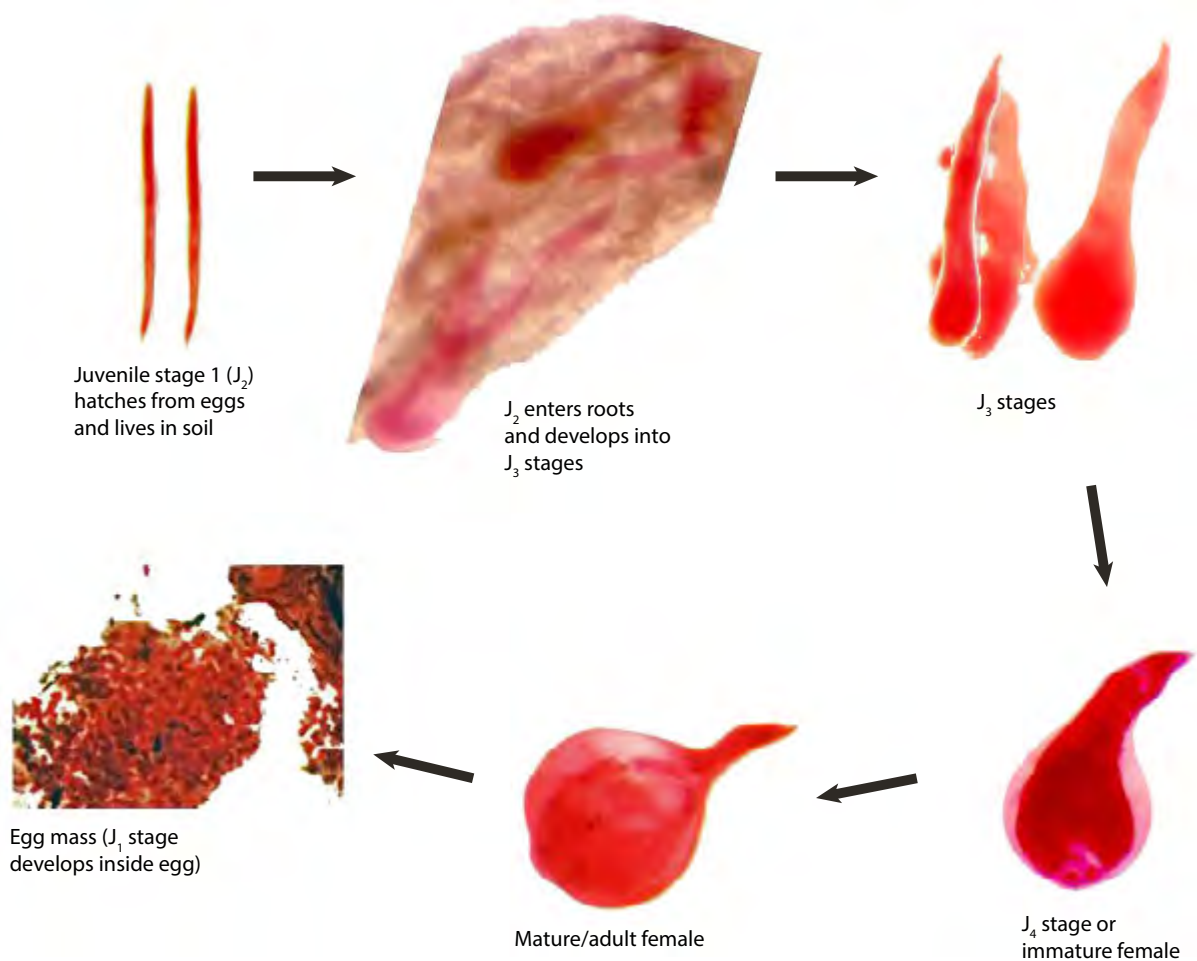 Juvenile stage 1 (J₂)
hatches from eggs
and lives in soil
J₂ enters roots
and develops into
J₃ stages
J₃ stages
Egg mass (J₁ stage
develops inside egg)
Mature/adult female
J₄ stage or
immature female